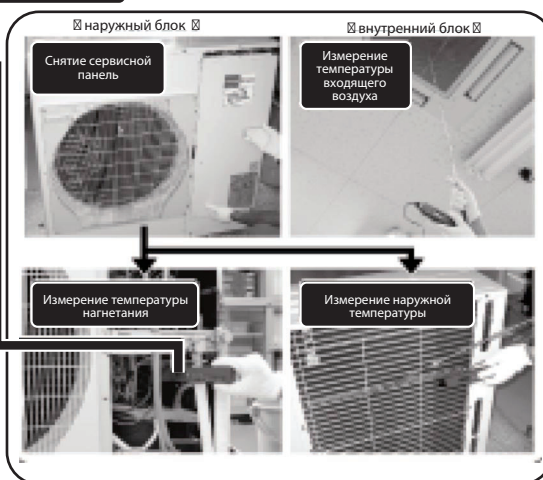 наружный блок
внутренний блок
Снятие сервисной
панель
Измерение
температуры
входящего
воздуха
Измерение температуры
нагнетания
Измерение наружной
температуры